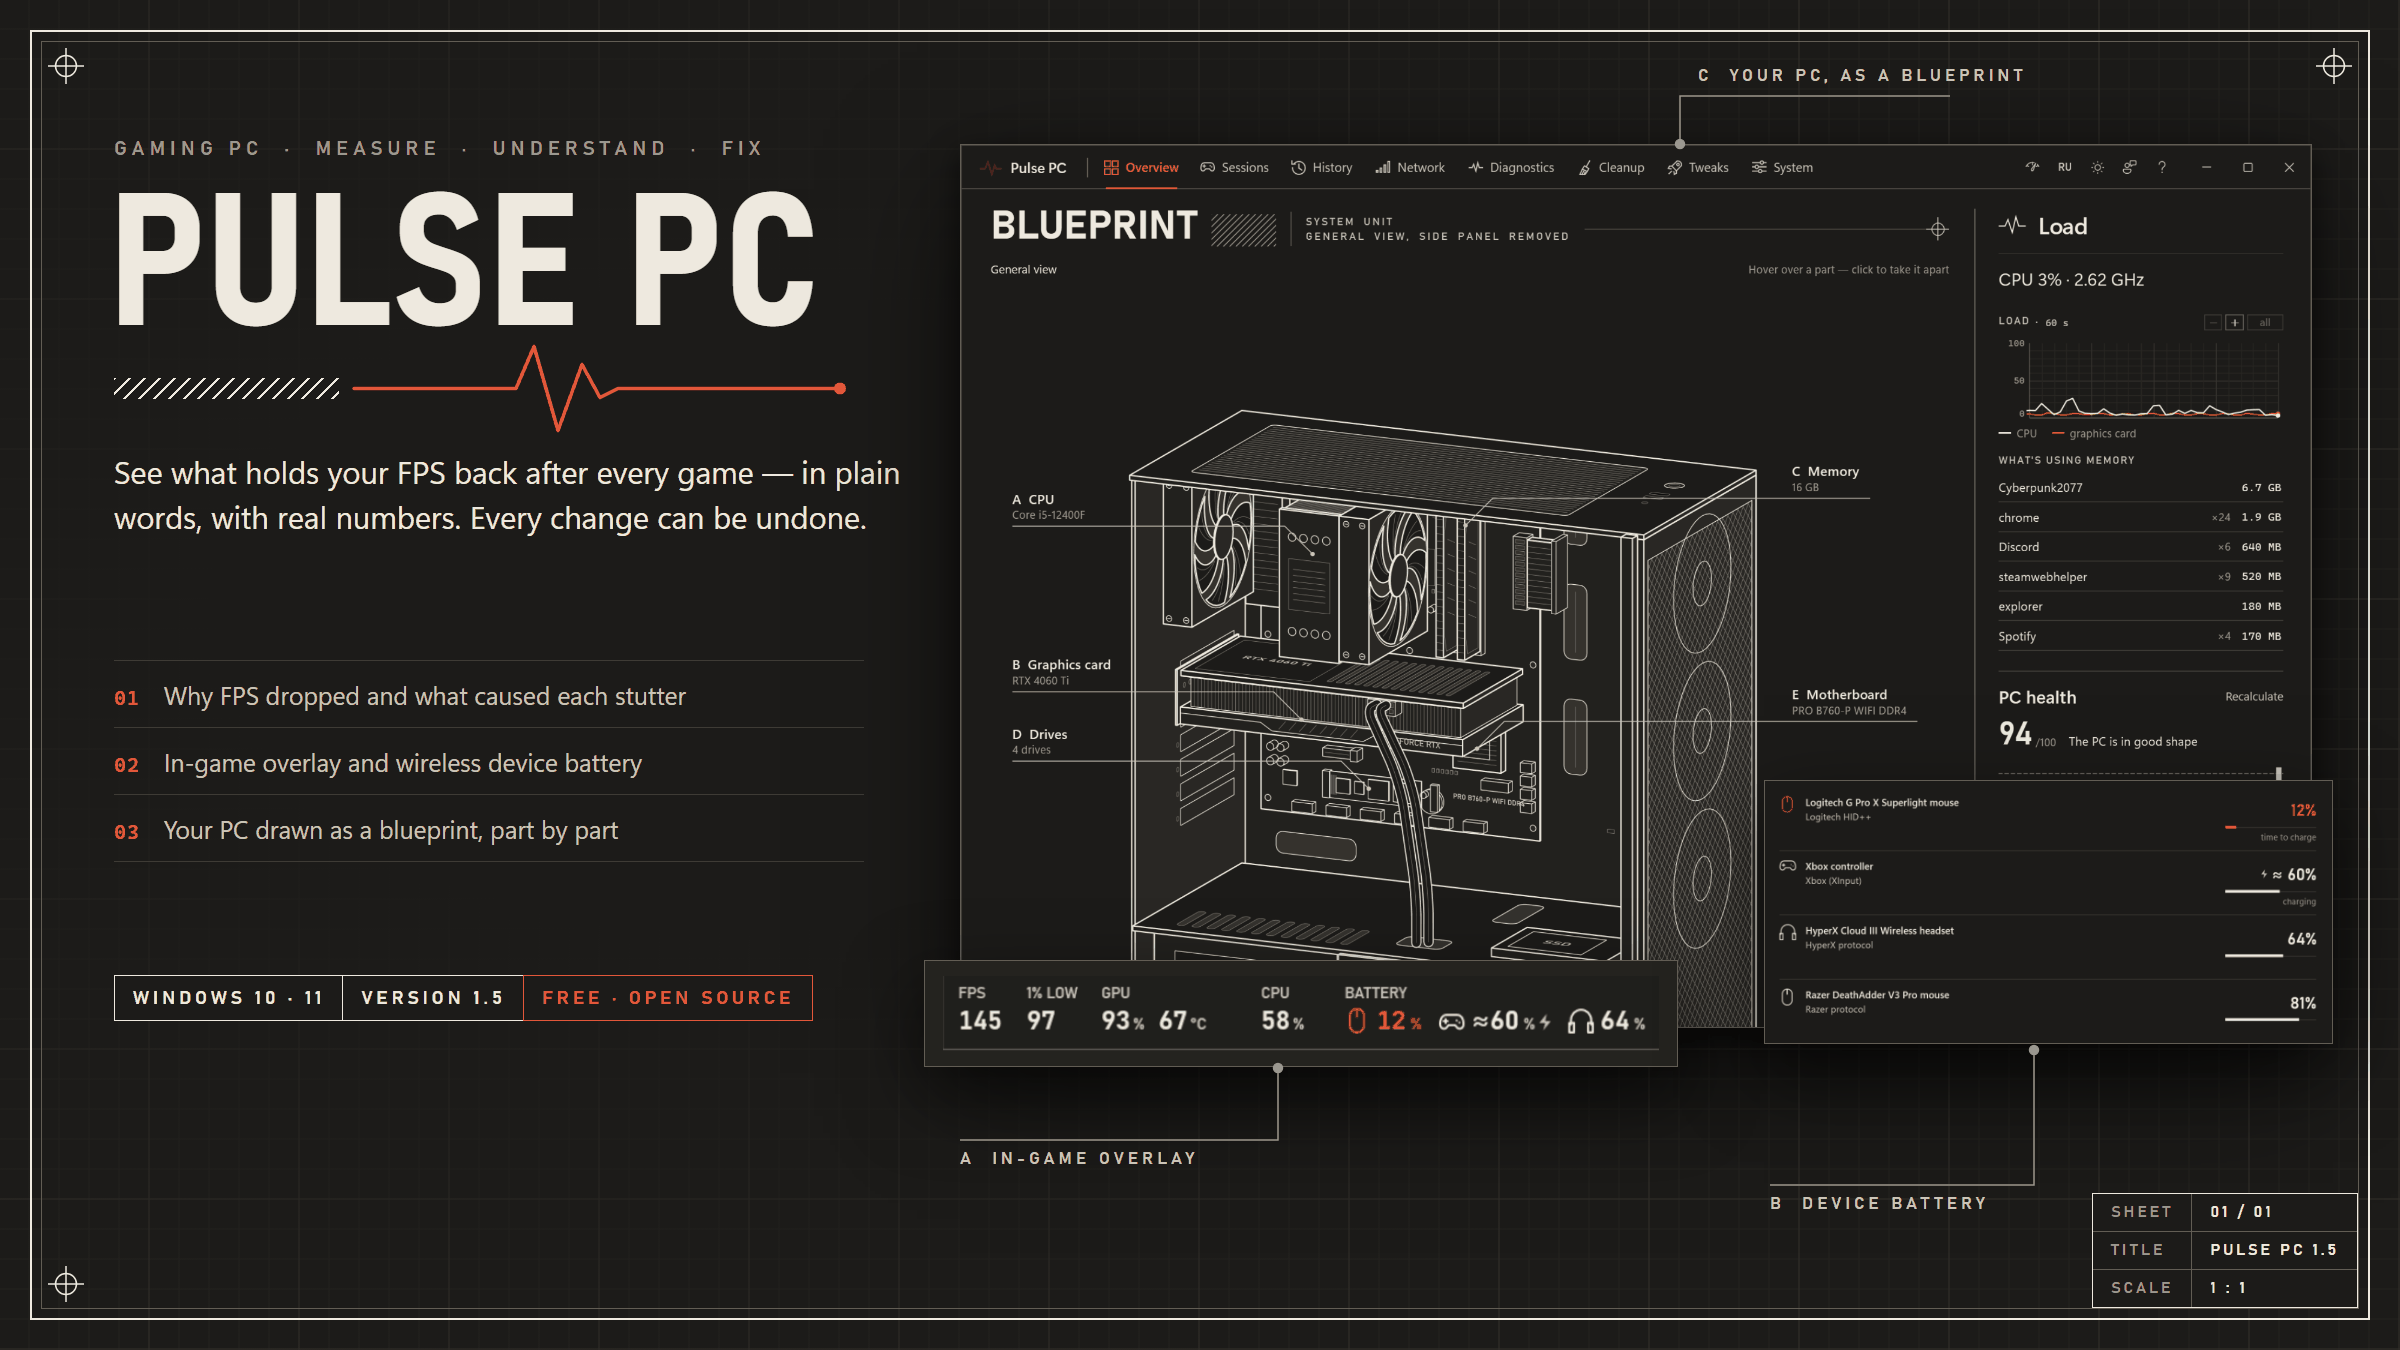 GAMING PC · MEASURE · UNDERSTAND · FIX
PULSE PC
See what holds your FPS back after every game — in plain
words, with real numbers. Every change can be undone.
01 Why FPS dropped and what caused each stutter
02 In-game overlay and wireless device battery
03 Your PC drawn as a blueprint, part by part
WINDOWS 10 · 11 VERSION 1.5 FREE · OPEN SOURCE
C YOUR PC, AS A BLUEPRINT
Pulse PC Overview Sessions History Network Diagnostics Cleanup Tweaks System RU ?
BLUEPRINT
SYSTEM UNIT
GENERAL VIEW, SIDE PANEL REMOVED
General view
Hover over a part — click to take it apart
A CPU
Core i5-12400F
B Graphics card
RTX 4060 Ti
D Drives
4 drives
C Memory
16 GB
E Motherboard
PRO B760-P WIFI DDR4
RTX 4060 Ti
FORCE RTX
PRO B760-P WIFI DDR4
SSD
Load
CPU 3% · 2.62 GHz
LOAD · 60 s
− + all
100
50
0
CPU graphics card
WHAT'S USING MEMORY
Cyberpunk2077 6.7 GB
chrome ×24 1.9 GB
Discord ×6 640 MB
steamwebhelper ×9 520 MB
explorer 180 MB
Spotify ×4 170 MB
PC health Recalculate
94 /100 The PC is in good shape
Logitech G Pro X Superlight mouse 12%
Logitech HID++
time to charge
Xbox controller ≈ 60%
Xbox (XInput)
charging
HyperX Cloud III Wireless headset 64%
HyperX protocol
Razer DeathAdder V3 Pro mouse 81%
Razer protocol
FPS 1% LOW GPU CPU BATTERY
145 97 93% 67°C 58% 12% ≈60% 64%
A IN-GAME OVERLAY
B DEVICE BATTERY
SHEET 01 / 01
TITLE PULSE PC 1.5
SCALE 1 : 1